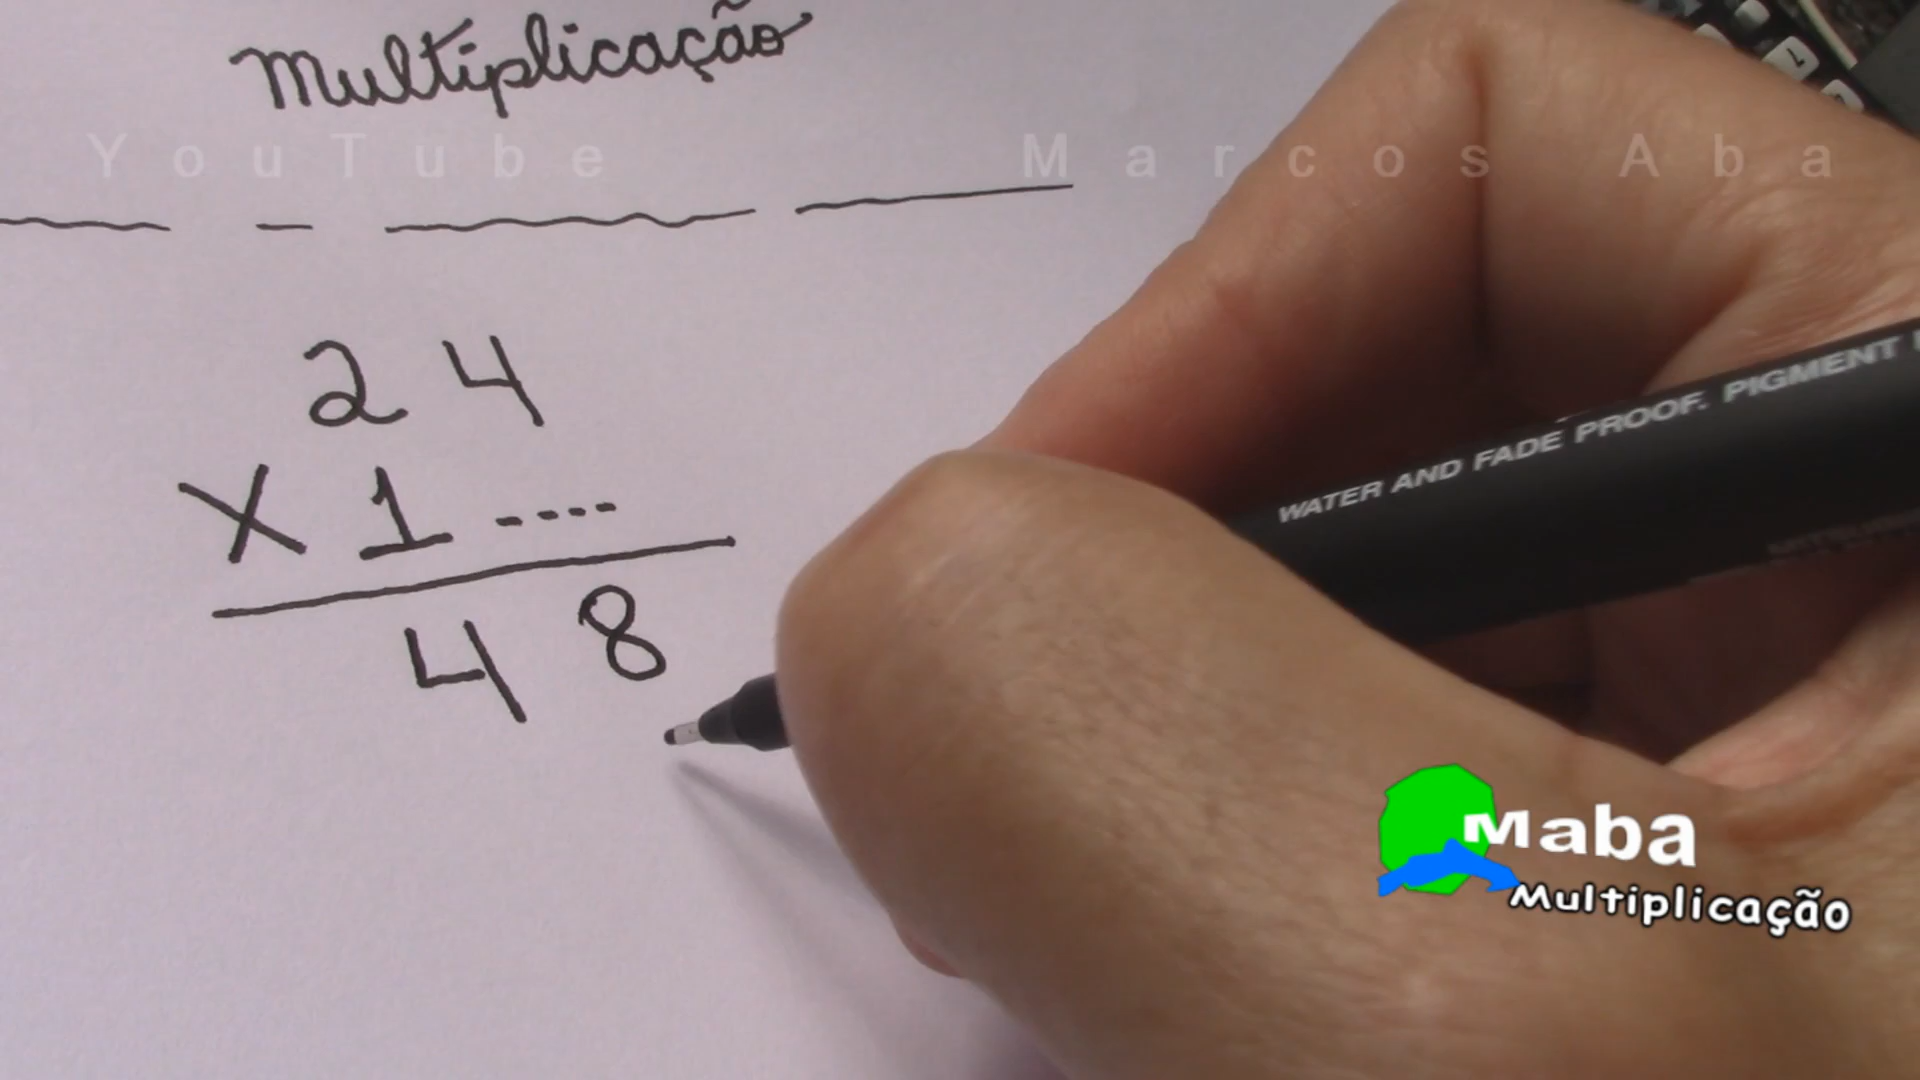 Multiplicação
YouTube Marcos Aba
24
X 1 ----
48
WATER AND FADE PROOF. PIGMENT
Maba
Multiplicação